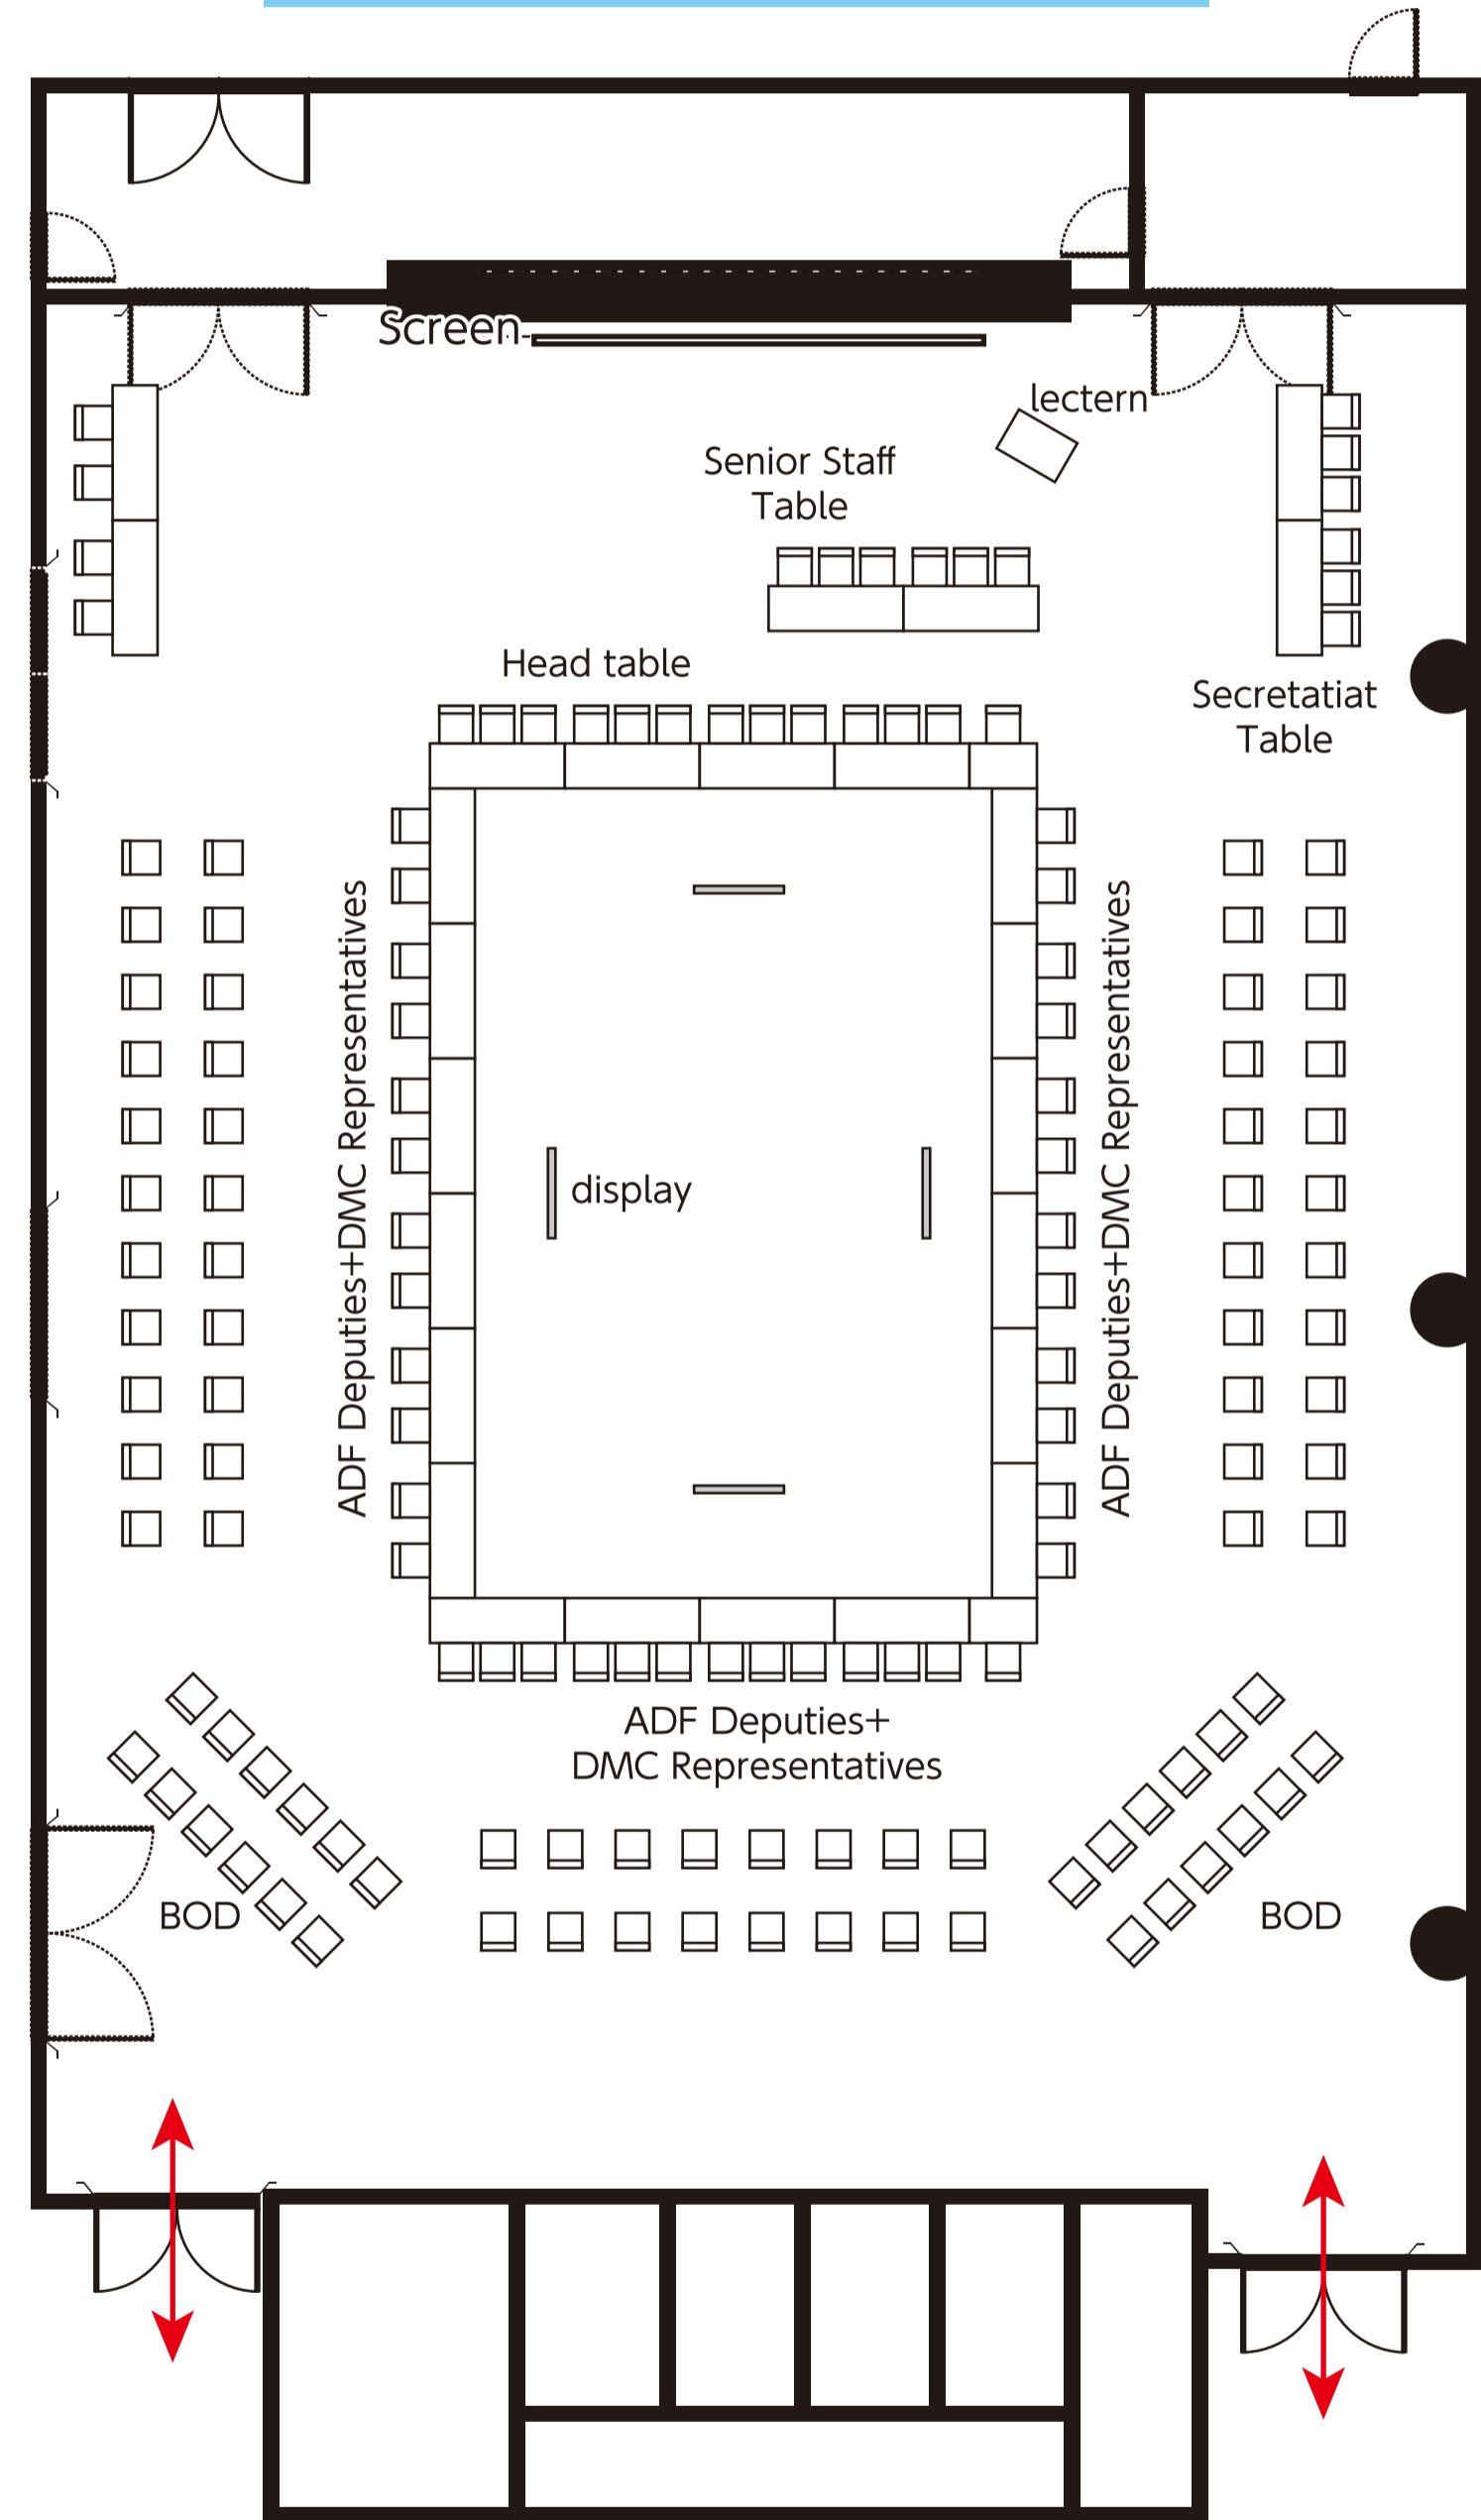 Screen
lectern
Senior Staff
Table
Head table
Secretatiat
Table
ADF Deputies+DMC Representatives
ADF Deputies+DMC Representatives
display
ADF Deputies+
DMC Representatives
BOD
BOD